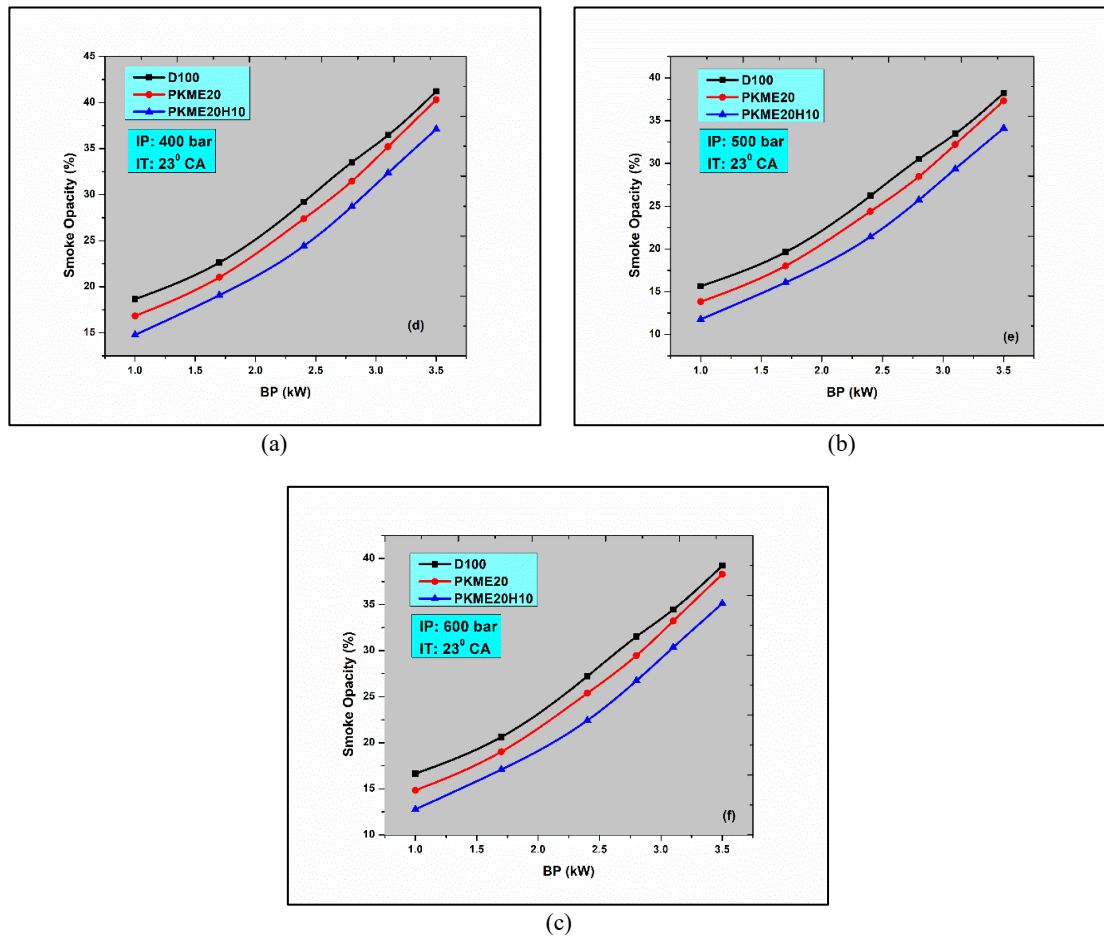 45
40
35
30
25
20
15
Smoke Opacity (%)
D100
PKME20
PKME20H10
IP: 400 bar
IT: 23⁰ CA
(d)
1.0 1.5 2.0 2.5 3.0 3.5
BP (kW)
(a)
40
35
30
25
20
15
10
Smoke Opacity (%)
D100
PKME20
PKME20H10
IP: 500 bar
IT: 23⁰ CA
(e)
1.0 1.5 2.0 2.5 3.0 3.5
BP (kW)
(b)
40
35
30
25
20
15
10
Smoke Opacity (%)
D100
PKME20
PKME20H10
IP: 600 bar
IT: 23⁰ CA
(f)
1.0 1.5 2.0 2.5 3.0 3.5
BP (kW)
(c)